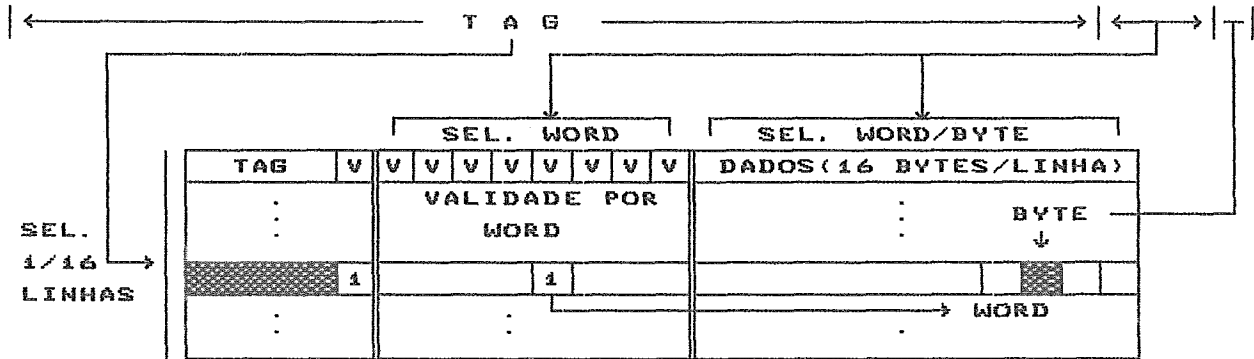 TAG
SEL. WORD SEL. WORD/BYTE
TAG V V V V V V V V V DADOS(16 BYTES/LINHA)
VALIDADE POR
WORD
BYTE
SEL.
1/16
LINHAS
1 1
WORD